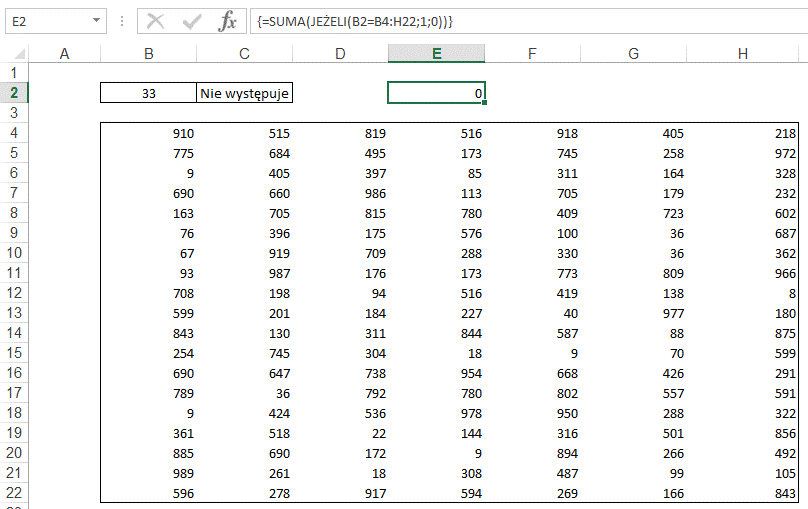 E2 {=SUMA(JEŻELI(B2=B4:H22;1;0))}
A B C D E F G H
1
2 33 Nie występuje 0
3
4 910 515 819 516 918 405 218
5 775 684 495 173 745 258 972
6 9 405 397 85 311 164 328
7 690 660 986 113 705 179 232
8 163 705 815 780 409 723 602
9 76 396 175 576 100 36 687
10 67 919 709 288 330 36 362
11 93 987 176 173 773 809 966
12 708 198 94 516 419 138 8
13 599 201 184 227 40 977 180
14 843 130 311 844 587 88 875
15 254 745 304 18 9 70 599
16 690 647 738 954 668 426 291
17 789 36 792 780 802 557 591
18 9 424 536 978 950 288 322
19 361 518 22 144 316 501 856
20 885 690 172 9 894 266 492
21 989 261 18 308 487 99 105
22 596 278 917 594 269 166 843